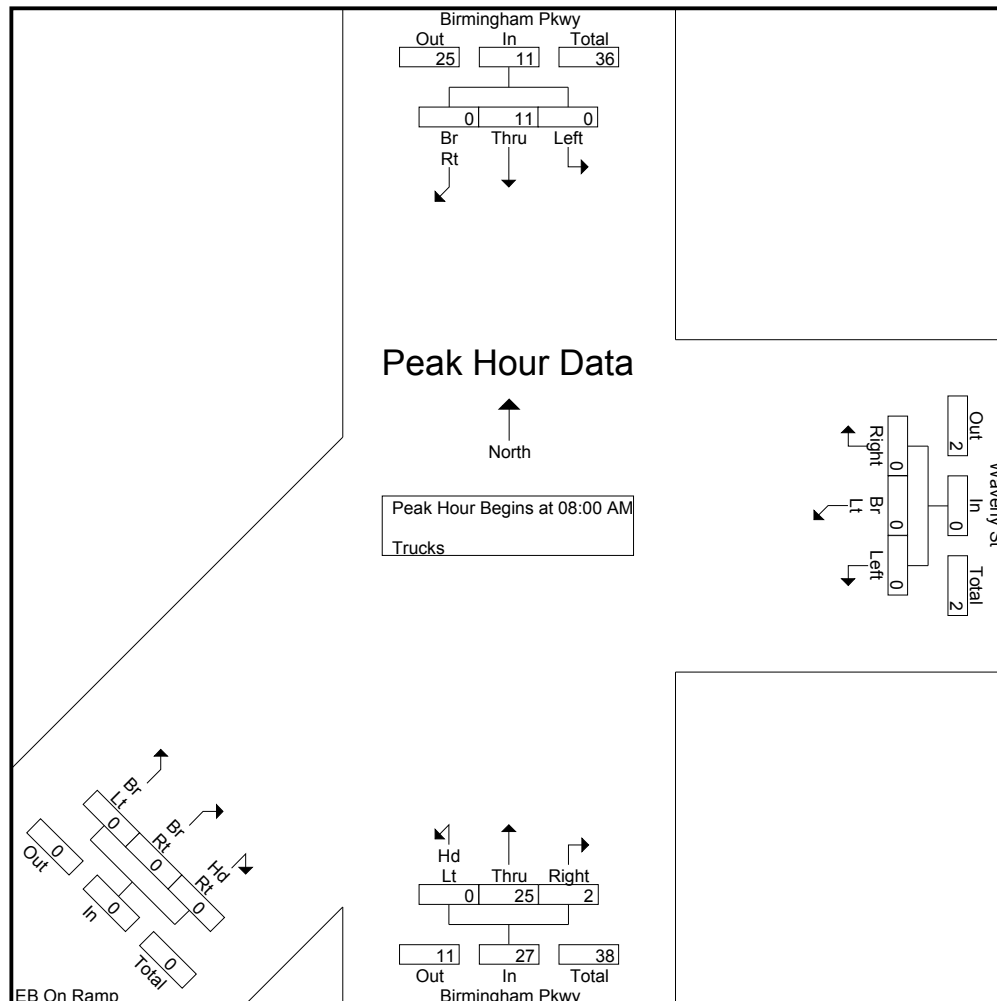 Birmingham Pkwy
Out In Total
25 11 36
0 11 0
Br Thru Left
Rt
Peak Hour Data
North
Peak Hour Begins at 08:00 AM
Trucks
Waverly St
Out In Total
2 0 2
Right Br Left
Lt
0 0 0
Br Br Hd
Lt Rt Rt
0 0 0
Out In Total
0 0 0
EB On Ramp
Hd
Lt Thru Right
0 25 2
11 27 38
Out In Total
Birmingham Pkwy